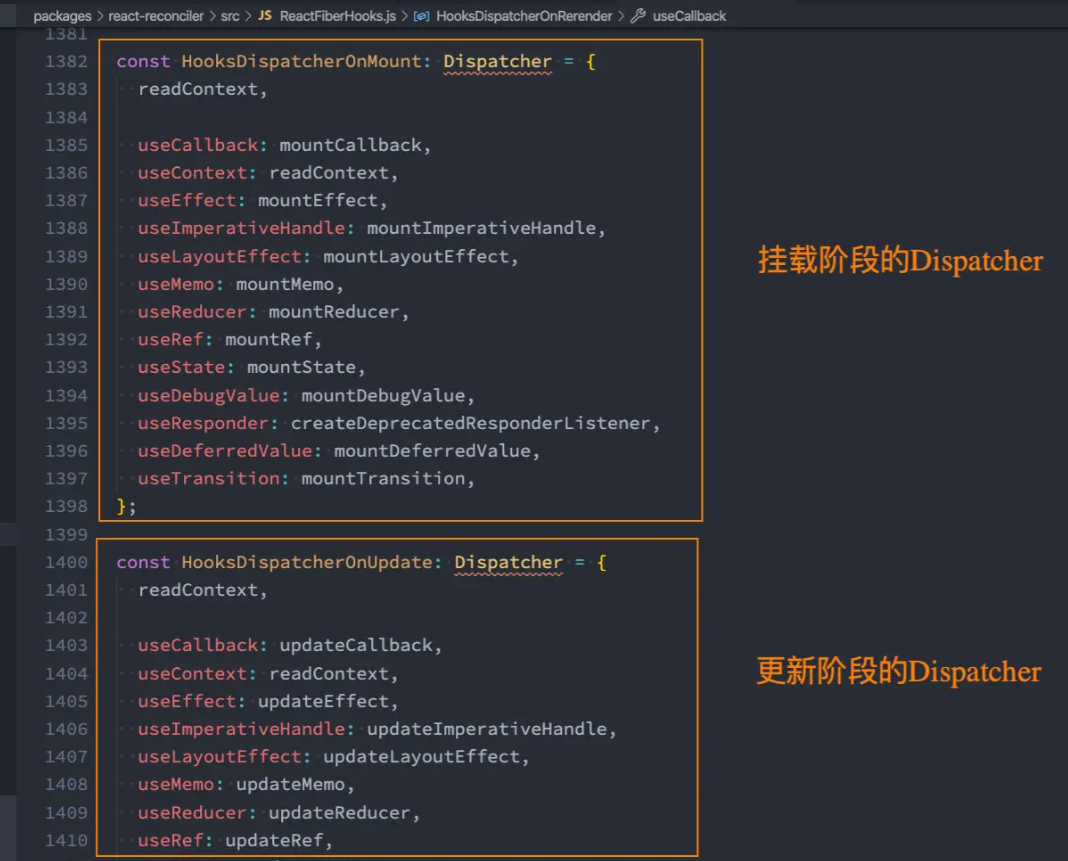 packages > react-reconciler > src > JS ReactFiberHooks.js > HooksDispatcherOnRerender > useCallback
1381
1382 const HooksDispatcherOnMount: Dispatcher = {
1383 readContext,
1384
1385 useCallback: mountCallback,
1386 useContext: readContext,
1387 useEffect: mountEffect,
1388 useImperativeHandle: mountImperativeHandle,
1389 useLayoutEffect: mountLayoutEffect,
1390 useMemo: mountMemo,
1391 useReducer: mountReducer,
1392 useRef: mountRef,
1393 useState: mountState,
1394 useDebugValue: mountDebugValue,
1395 useResponder: createDeprecatedResponderListener,
1396 useDeferredValue: mountDeferredValue,
1397 useTransition: mountTransition,
1398 };
挂载阶段的Dispatcher
1399
1400 const HooksDispatcherOnUpdate: Dispatcher = {
1401 readContext,
1402
1403 useCallback: updateCallback,
1404 useContext: readContext,
1405 useEffect: updateEffect,
1406 useImperativeHandle: updateImperativeHandle,
1407 useLayoutEffect: updateLayoutEffect,
1408 useMemo: updateMemo,
1409 useReducer: updateReducer,
1410 useRef: updateRef,
更新阶段的Dispatcher